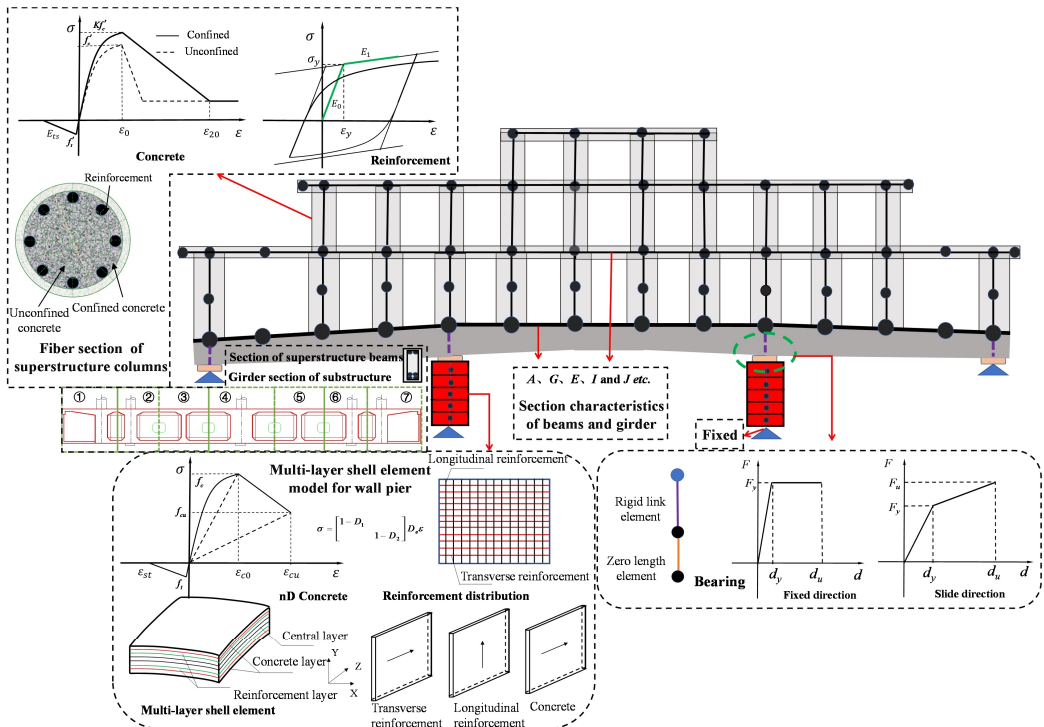 σ
Kf′c
f′c
Confined
Unconfined
Ets
f′t
ε0
ε20
ε
Concrete
σ
σy
E1
E0
εy
ε
Reinforcement
Reinforcement
Unconfined
concrete
Confined concrete
Fiber section of
superstructure columns
Section of superstructure beams
Girder section of substructure
① ② ③ ④ ⑤ ⑥ ⑦
A、G、E、I and J etc.
Section characteristics
of beams and girder
Fixed
Multi-layer shell element
model for wall pier
σ
fc
fcu
εst
ft
εc0
εcu
ε
nD Concrete
σ = [1−D1
1−D2] Deε
Longitudinal reinforcement
Transverse reinforcement
Reinforcement distribution
Central layer
Concrete layer
Reinforcement layer
Multi-layer shell element
Y
Z
X
Transverse
reinforcement
Longitudinal
reinforcement
Concrete
Rigid link
element
Zero length
element
Bearing
F
Fy
dy
du
d
Fixed direction
F
Fu
Fy
dy
du
d
Slide direction